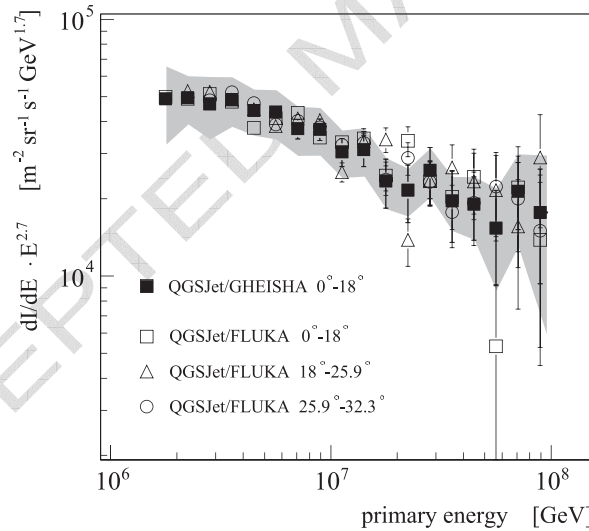 10^5
10^4
dI/dE · E^2.7 [m^-2 sr^-1 s^-1 GeV^1.7]
QGSJet/GHEISHA 0°-18°
QGSJet/FLUKA 0°-18°
QGSJet/FLUKA 18°-25.9°
QGSJet/FLUKA 25.9°-32.3°
10^6 10^7 10^8
primary energy [GeV]
EPTED MA